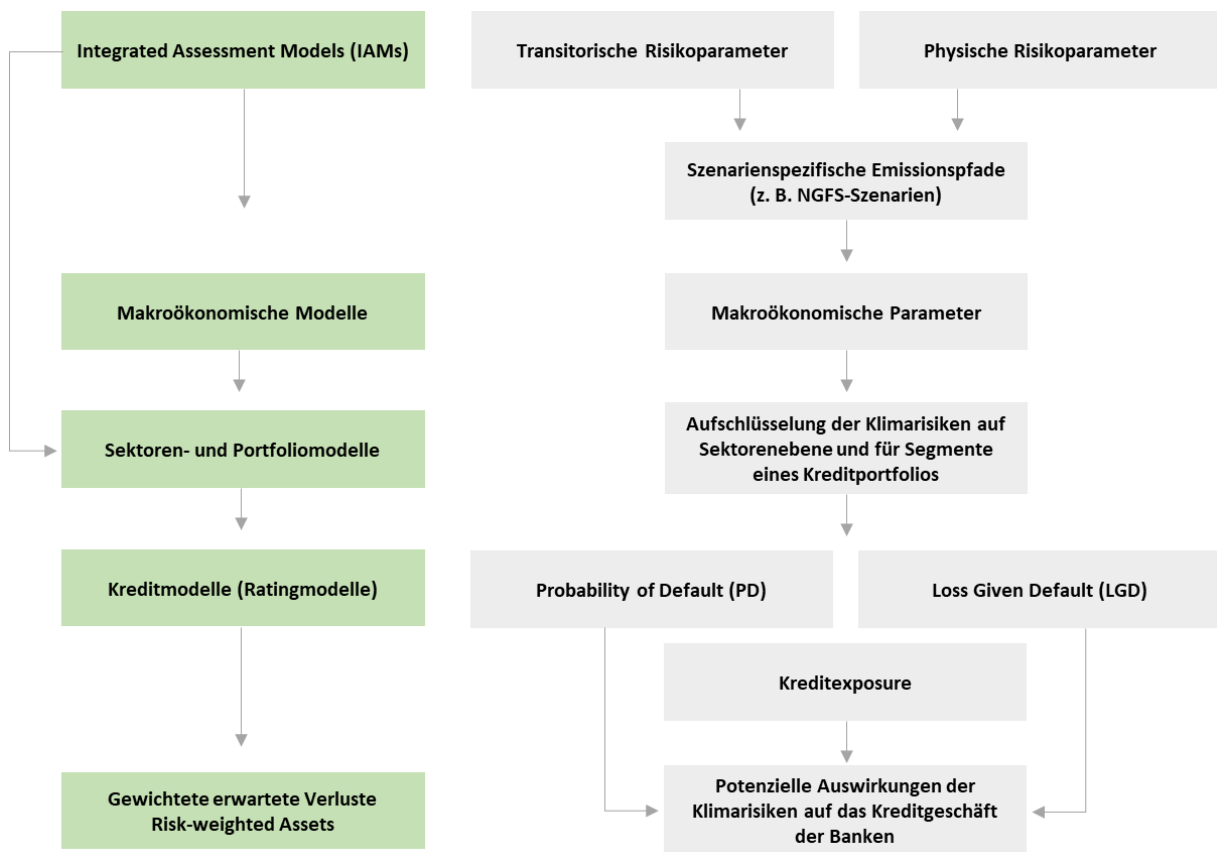 Integrated Assessment Models (IAMs)
Transitorische Risikoparameter
Physische Risikoparameter
Szenarienspezifische Emissionspfade
(z. B. NGFS-Szenarien)
Makroökonomische Modelle
Makroökonomische Parameter
Sektoren- und Portfoliomodelle
Aufschlüsselung der Klimarisiken auf
Sektorenebene und für Segmente
eines Kreditportfolios
Kreditmodelle (Ratingmodelle)
Probability of Default (PD)
Loss Given Default (LGD)
Kreditexposure
Gewichtete erwartete Verluste
Risk-weighted Assets
Potenzielle Auswirkungen der
Klimarisiken auf das Kreditgeschäft
der Banken